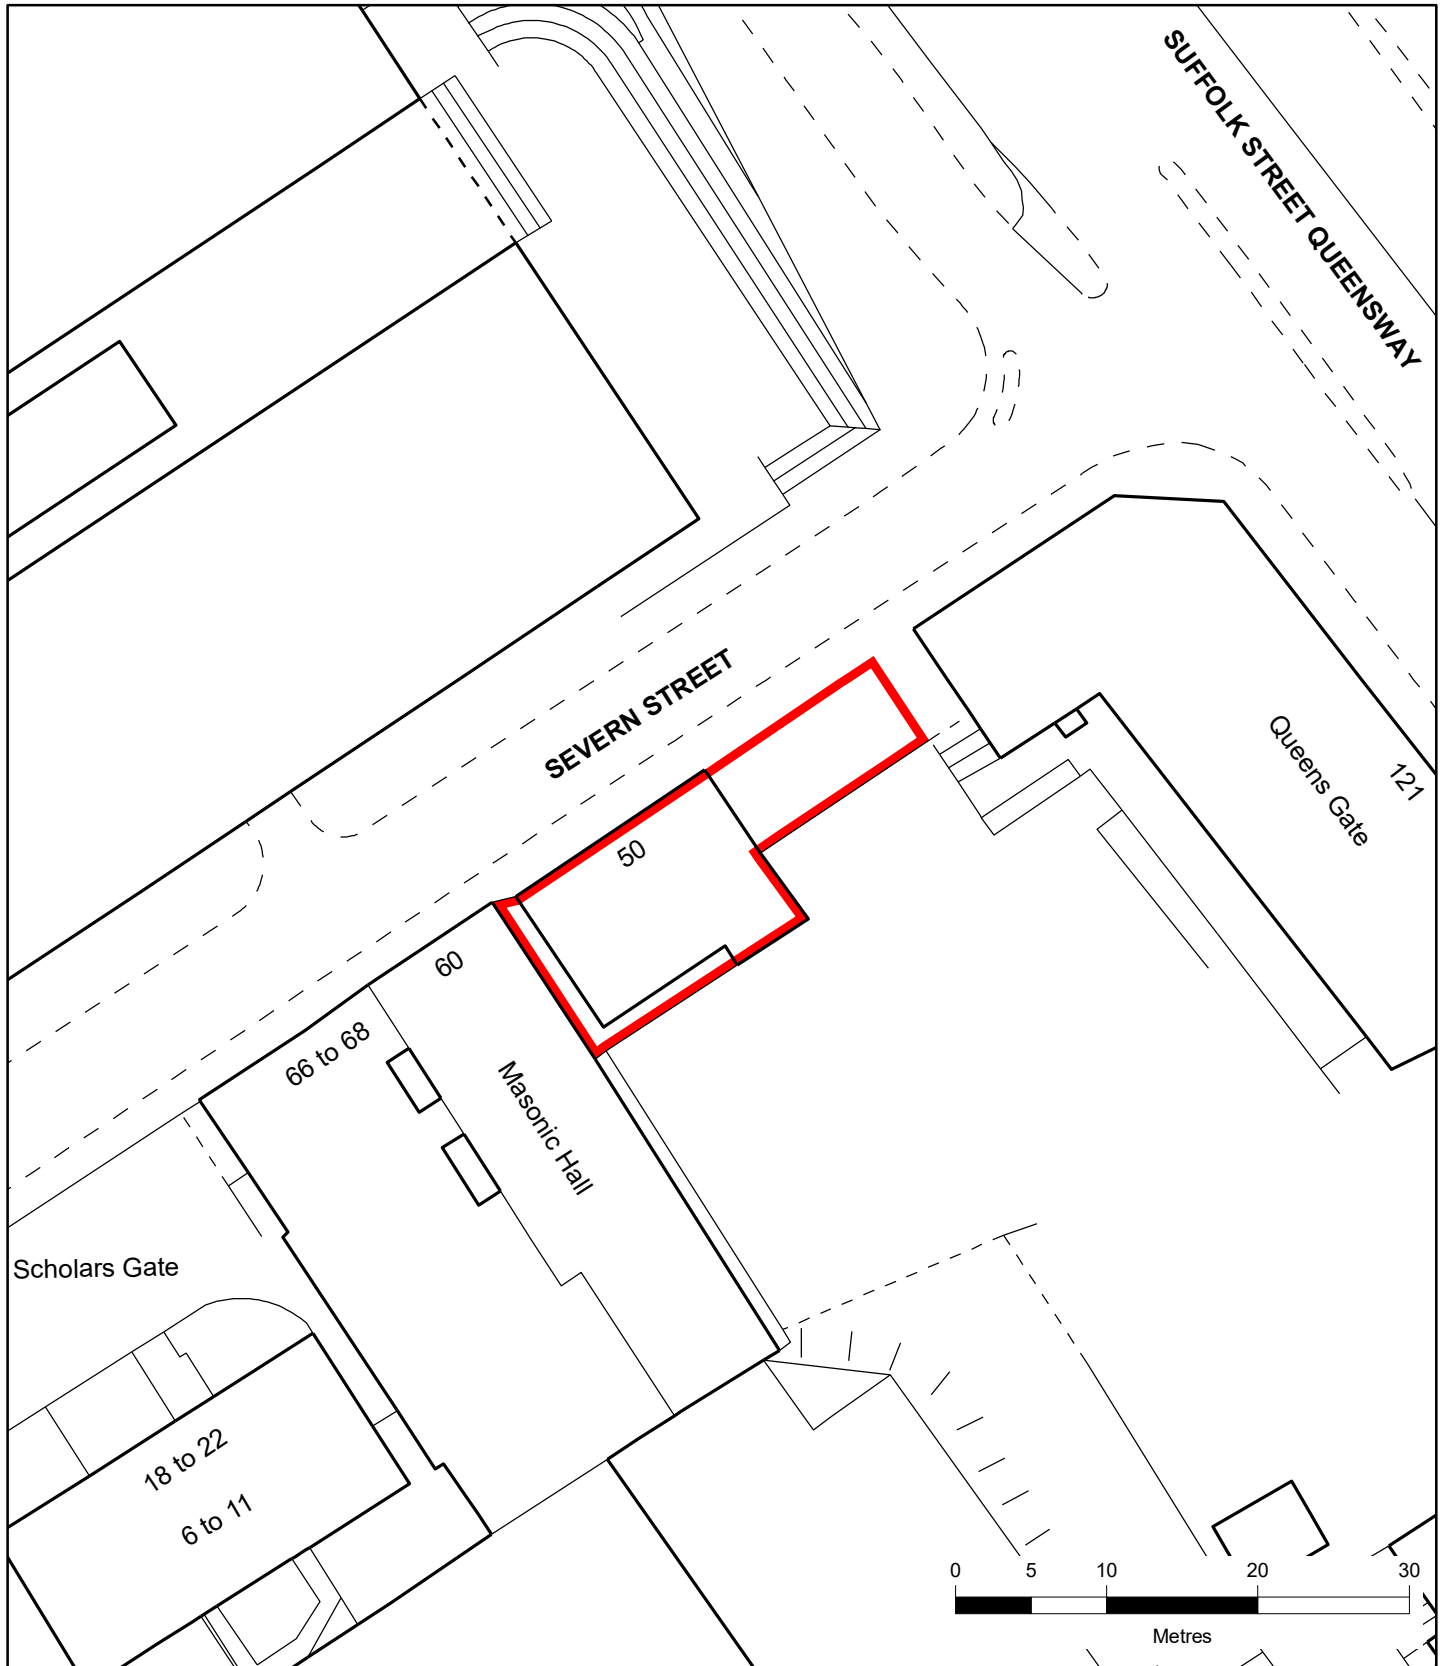 SUFFOLK STREET QUEENSWAY
SEVERN STREET
Queens Gate
121
50
60
66 to 68
Masonic Hall
Scholars Gate
18 to 22
6 to 11
0 5 10 20 30
Metres